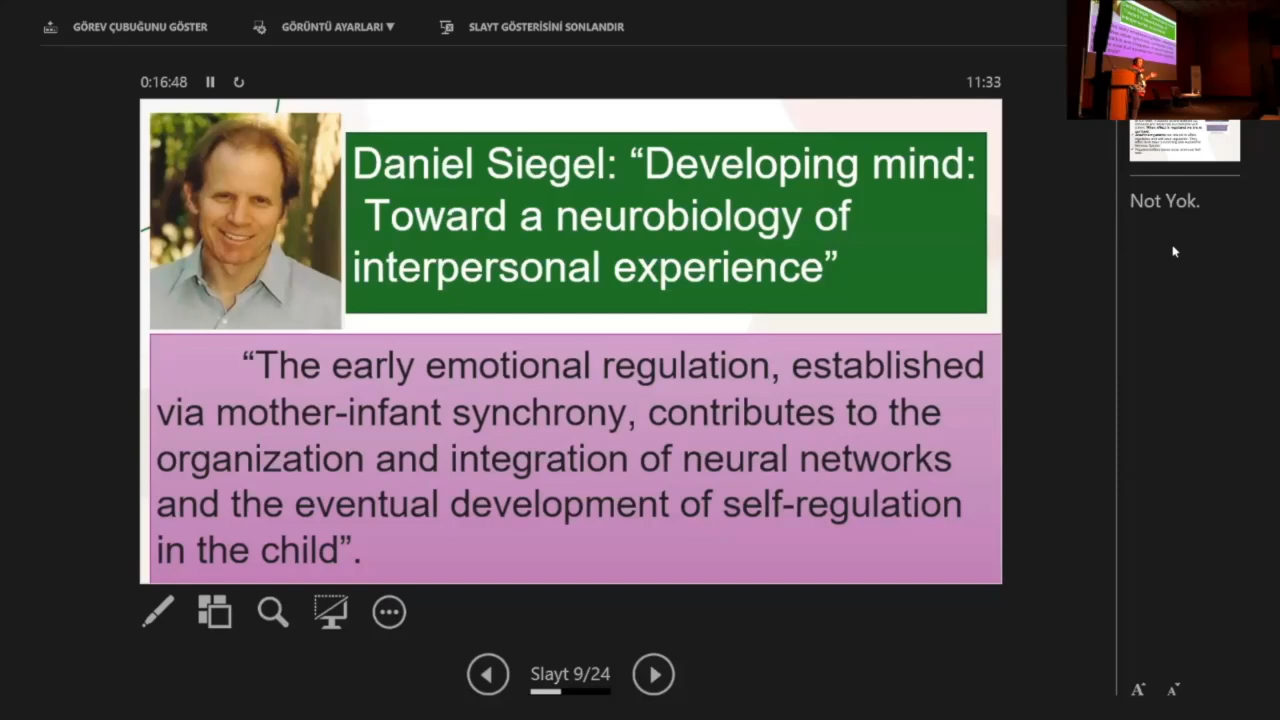 GÖREV ÇUBUĞUNU GÖSTER
GÖRÜNTÜ AYARLARI ▼
SLAYT GÖSTERİSİNİ SONLANDIR
0:16:48
11:33
Daniel Siegel: “Developing mind:
Toward a neurobiology of
interpersonal experience”
“The early emotional regulation, established
via mother-infant synchrony, contributes to the
organization and integration of neural networks
and the eventual development of self-regulation
in the child”.
Slayt 9/24
Not Yok.
A
A